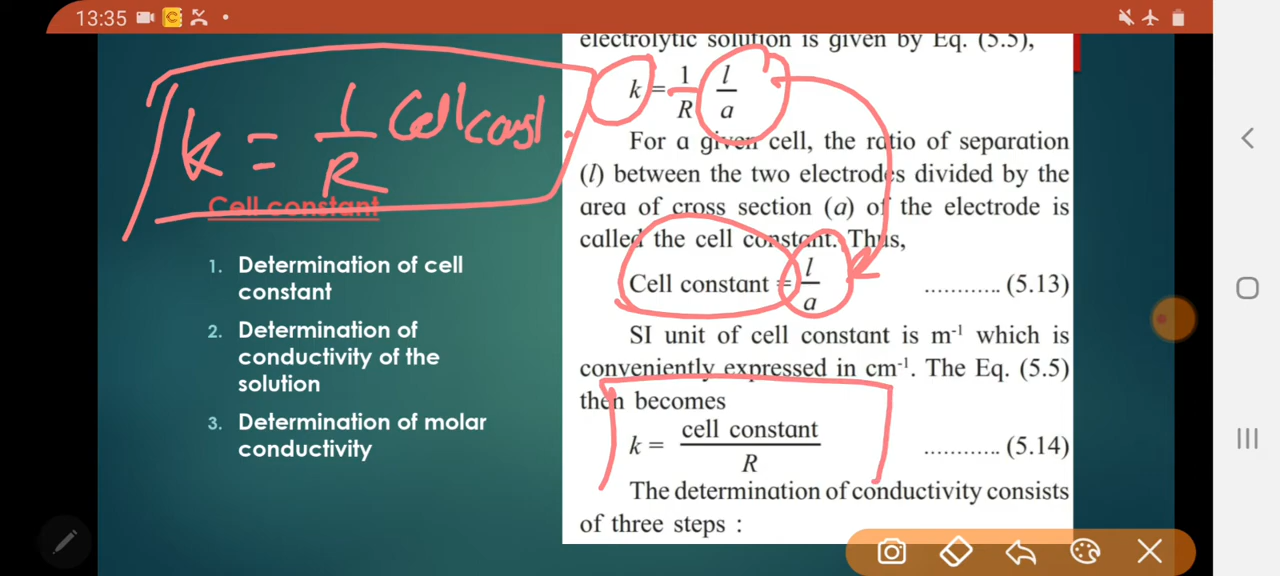 13:35
k = 1/R Cell const.
Cell constant
1. Determination of cell
constant
2. Determination of
conductivity of the
solution
3. Determination of molar
conductivity
electrolytic solution is given by Eq. (5.5),
k = 1/R l/a
For a given cell, the ratio of separation
(l) between the two electrodes divided by the
area of cross section (a) of the electrode is
called the cell constant. Thus,
Cell constant = l/a ........... (5.13)
SI unit of cell constant is m⁻¹ which is
conveniently expressed in cm⁻¹. The Eq. (5.5)
then becomes
k = cell constant/R ........... (5.14)
The determination of conductivity consists
of three steps :